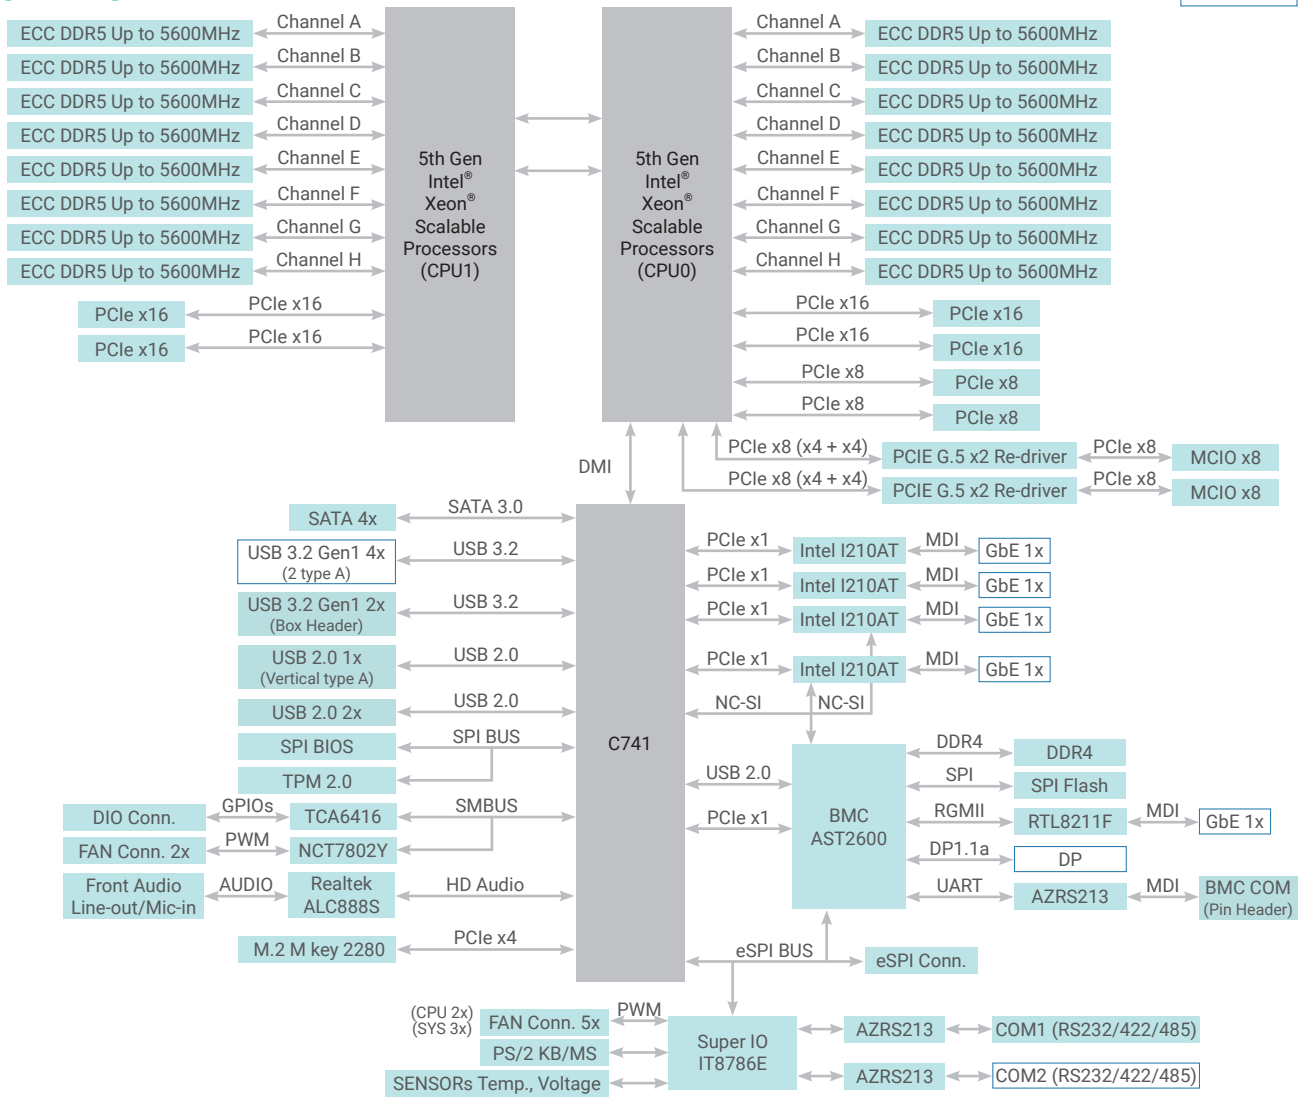 Channel A
ECC DDR5 Up to 5600MHz
Channel B
ECC DDR5 Up to 5600MHz
Channel C
ECC DDR5 Up to 5600MHz
Channel D
ECC DDR5 Up to 5600MHz
Channel E
ECC DDR5 Up to 5600MHz
Channel F
ECC DDR5 Up to 5600MHz
Channel G
ECC DDR5 Up to 5600MHz
Channel H
ECC DDR5 Up to 5600MHz
PCIe x16
PCIe x16
PCIe x16
PCIe x16
5th Gen
Intel®
Xeon®
Scalable
Processors
(CPU1)
5th Gen
Intel®
Xeon®
Scalable
Processors
(CPU0)
Channel A
ECC DDR5 Up to 5600MHz
Channel B
ECC DDR5 Up to 5600MHz
Channel C
ECC DDR5 Up to 5600MHz
Channel D
ECC DDR5 Up to 5600MHz
Channel E
ECC DDR5 Up to 5600MHz
Channel F
ECC DDR5 Up to 5600MHz
Channel G
ECC DDR5 Up to 5600MHz
Channel H
ECC DDR5 Up to 5600MHz
PCIe x16
PCIe x16
PCIe x16
PCIe x16
PCIe x8
PCIe x8
PCIe x8
PCIe x8
PCIe x8 (x4 + x4)
PCIE G.5 x2 Re-driver
PCIe x8
MCIO x8
PCIe x8 (x4 + x4)
PCIE G.5 x2 Re-driver
PCIe x8
MCIO x8
DMI
SATA 4x
SATA 3.0
USB 3.2 Gen1 4x
(2 type A)
USB 3.2
USB 3.2 Gen1 2x
(Box Header)
USB 3.2
USB 2.0 1x
(Vertical type A)
USB 2.0
USB 2.0 2x
USB 2.0
SPI BIOS
SPI BUS
TPM 2.0
DIO Conn.
GPIOs
TCA6416
SMBUS
FAN Conn. 2x
PWM
NCT7802Y
Front Audio
Line-out/Mic-in
AUDIO
Realtek
ALC888S
HD Audio
M.2 M key 2280
PCIe x4
C741
PCIe x1
Intel I210AT
MDI
GbE 1x
PCIe x1
Intel I210AT
MDI
GbE 1x
PCIe x1
Intel I210AT
MDI
GbE 1x
PCIe x1
Intel I210AT
MDI
GbE 1x
NC-SI
NC-SI
USB 2.0
PCIe x1
BMC
AST2600
DDR4
DDR4
SPI
SPI Flash
RGMII
RTL8211F
MDI
GbE 1x
DP1.1a
DP
UART
AZRS213
MDI
BMC COM
(Pin Header)
eSPI BUS
eSPI Conn.
(CPU 2x)
(SYS 3x)
FAN Conn. 5x
PWM
PS/2 KB/MS
SENSORs Temp., Voltage
Super IO
IT8786E
AZRS213
COM1 (RS232/422/485)
AZRS213
COM2 (RS232/422/485)